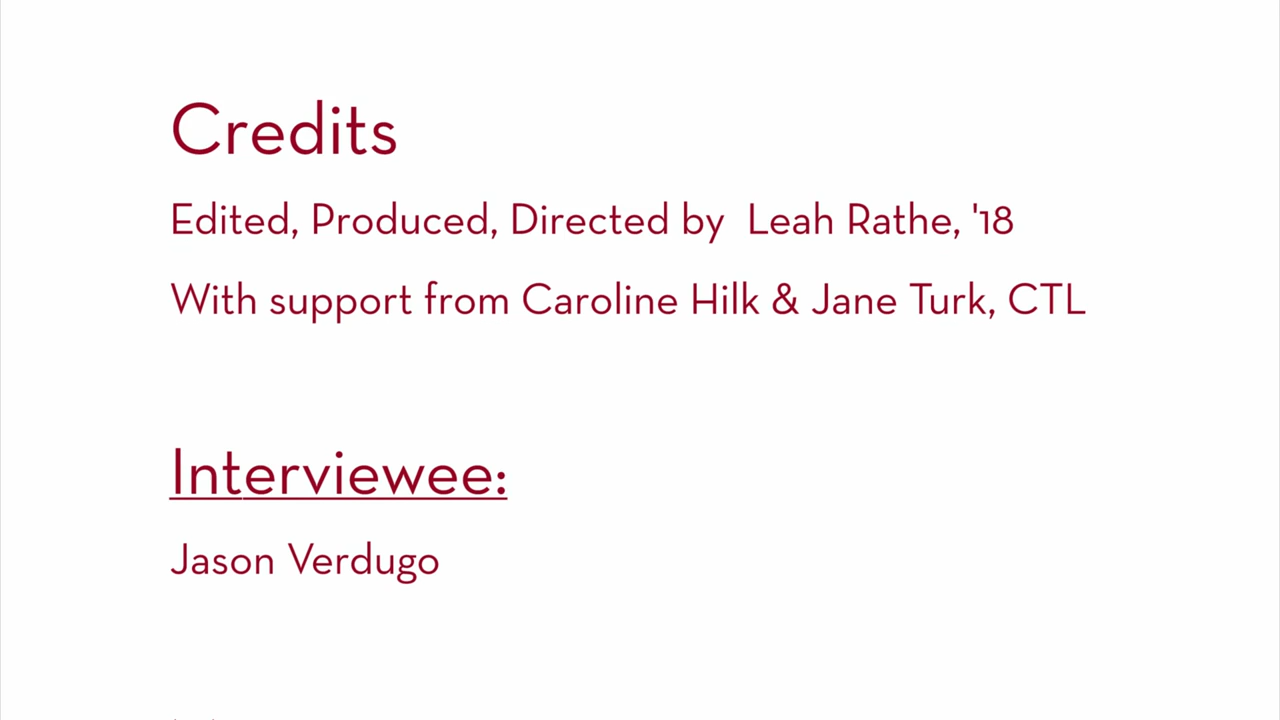 Credits
Edited, Produced, Directed by  Leah Rathe, '18
With support from Caroline Hilk & Jane Turk, CTL
Interviewee:
Jason Verdugo